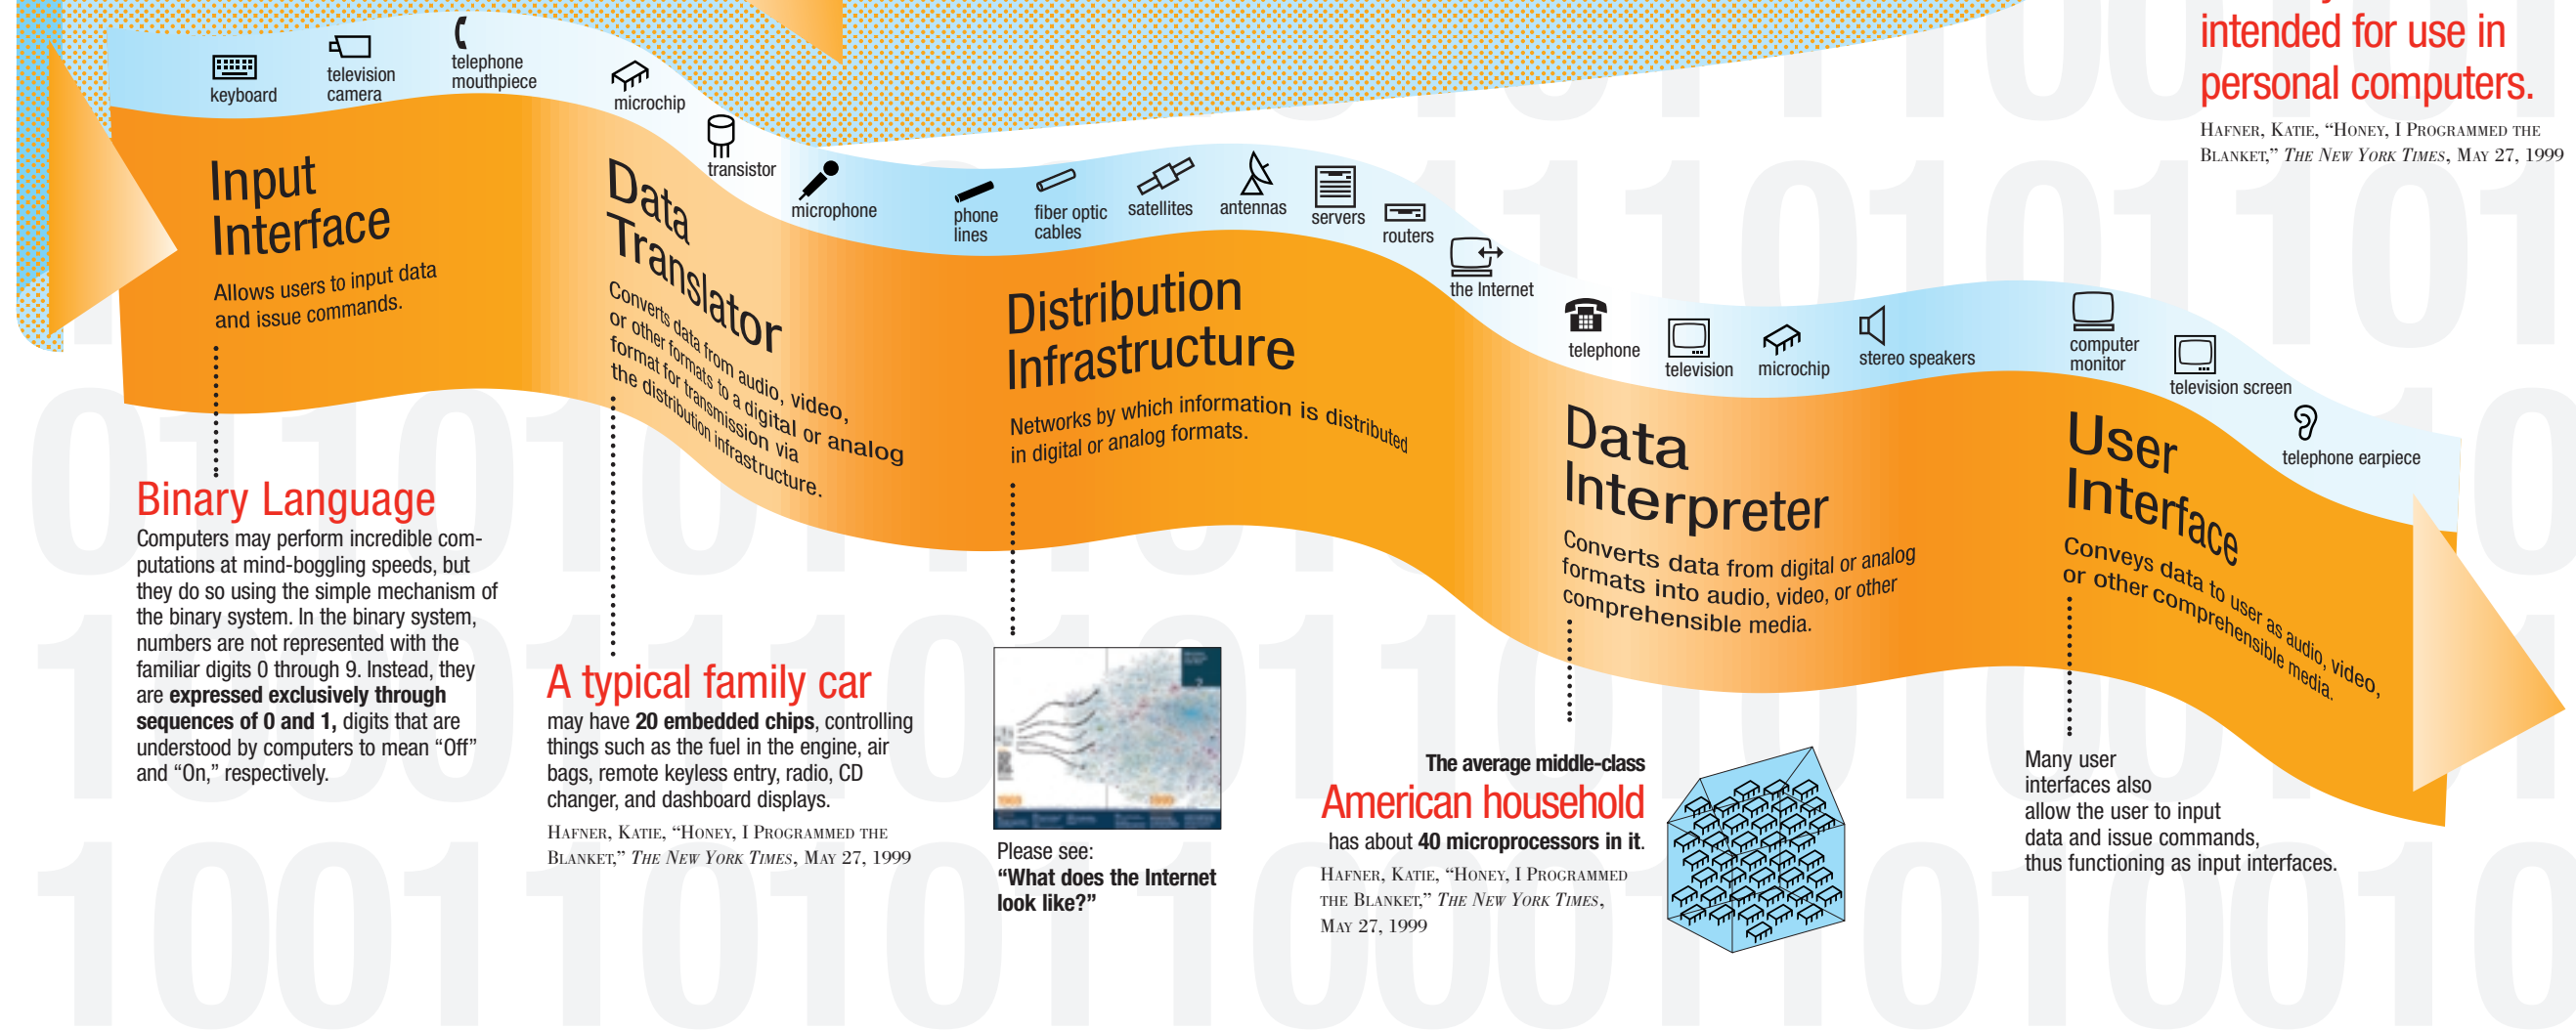 intended for use in
personal computers.
HAFNER, KATIE, “HONEY, I PROGRAMMED THE
BLANKET,” THE NEW YORK TIMES, MAY 27, 1999
keyboard
television
camera
telephone
mouthpiece
microchip
transistor
microphone
phone
lines
fiber optic
cables
satellites
antennas
servers
routers
the Internet
telephone
television
microchip
stereo speakers
computer
monitor
television screen
telephone earpiece
Input
Interface
Allows users to input data
and issue commands.
Data
Translator
Converts data from audio, video,
or other formats to a digital or analog
format for transmission via
the distribution infrastructure.
Distribution
Infrastructure
Networks by which information is distributed
in digital or analog formats.
Data
Interpreter
Converts data from digital or analog
formats into audio, video, or other
comprehensible media.
User
Interface
Conveys data to user as audio, video,
or other comprehensible media.
Binary Language
Computers may perform incredible com-
putations at mind-boggling speeds, but
they do so using the simple mechanism of
the binary system. In the binary system,
numbers are not represented with the
familiar digits 0 through 9. Instead, they
are expressed exclusively through
sequences of 0 and 1, digits that are
understood by computers to mean “Off”
and “On,” respectively.
A typical family car
may have 20 embedded chips, controlling
things such as the fuel in the engine, air
bags, remote keyless entry, radio, CD
changer, and dashboard displays.
HAFNER, KATIE, “HONEY, I PROGRAMMED THE
BLANKET,” THE NEW YORK TIMES, MAY 27, 1999
1969
1999
Please see:
“What does the Internet
look like?”
The average middle-class
American household
has about 40 microprocessors in it.
HAFNER, KATIE, “HONEY, I PROGRAMMED
THE BLANKET,” THE NEW YORK TIMES,
MAY 27, 1999
Many user
interfaces also
allow the user to input
data and issue commands,
thus functioning as input interfaces.